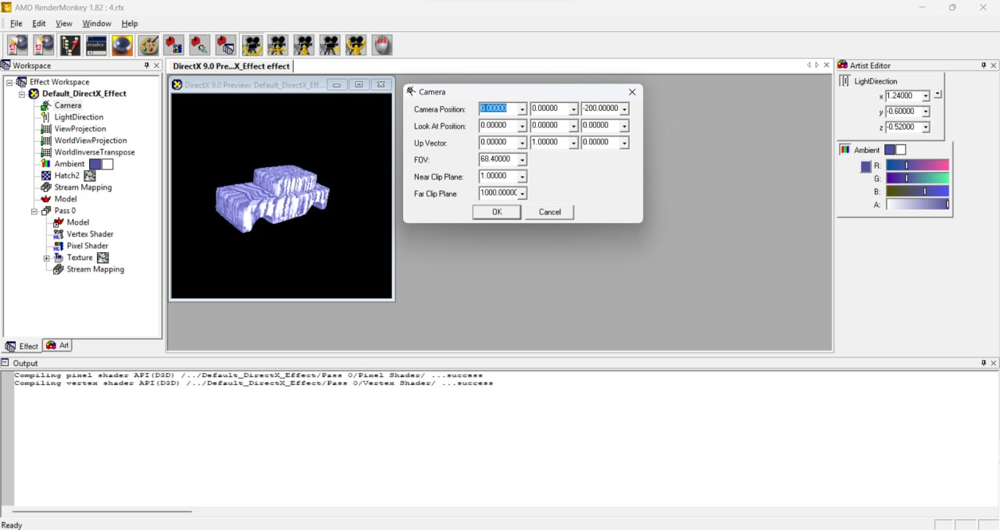 AMD RenderMonkey 1.82 : 4.rfx
File Edit View Window Help
render
Workspace
Effect Workspace
Default_DirectX_Effect
Camera
LightDirection
ViewProjection
WorldViewProjection
WorldInverseTranspose
Ambient
Hatch2
Stream Mapping
Model
Pass 0
Model
Vertex Shader
Pixel Shader
Texture
Stream Mapping
Effect Art
DirectX 9.0 Pre...X_Effect effect
DirectX 9.0 Preview: Default_DirectX_Eff...
Camera
Camera Position: 0.00000 0.00000 -200.00000
Look At Position: 0.00000 0.00000 0.00000
Up Vector: 0.00000 1.00000 0.00000
FOV: 68.40000
Near Clip Plane: 1.00000
Far Clip Plane 1000.0000
OK Cancel
Artist Editor
LightDirection
x 1.24000
y -0.60000
z -0.52000
Ambient
R:
G:
B:
A:
Output
Compiling pixel shader API(D3D) /../Default_DirectX_Effect/Pass 0/Pixel Shader/ ...success
Compiling vertex shader API(D3D) /../Default_DirectX_Effect/Pass 0/Vertex Shader/ ...success
Ready